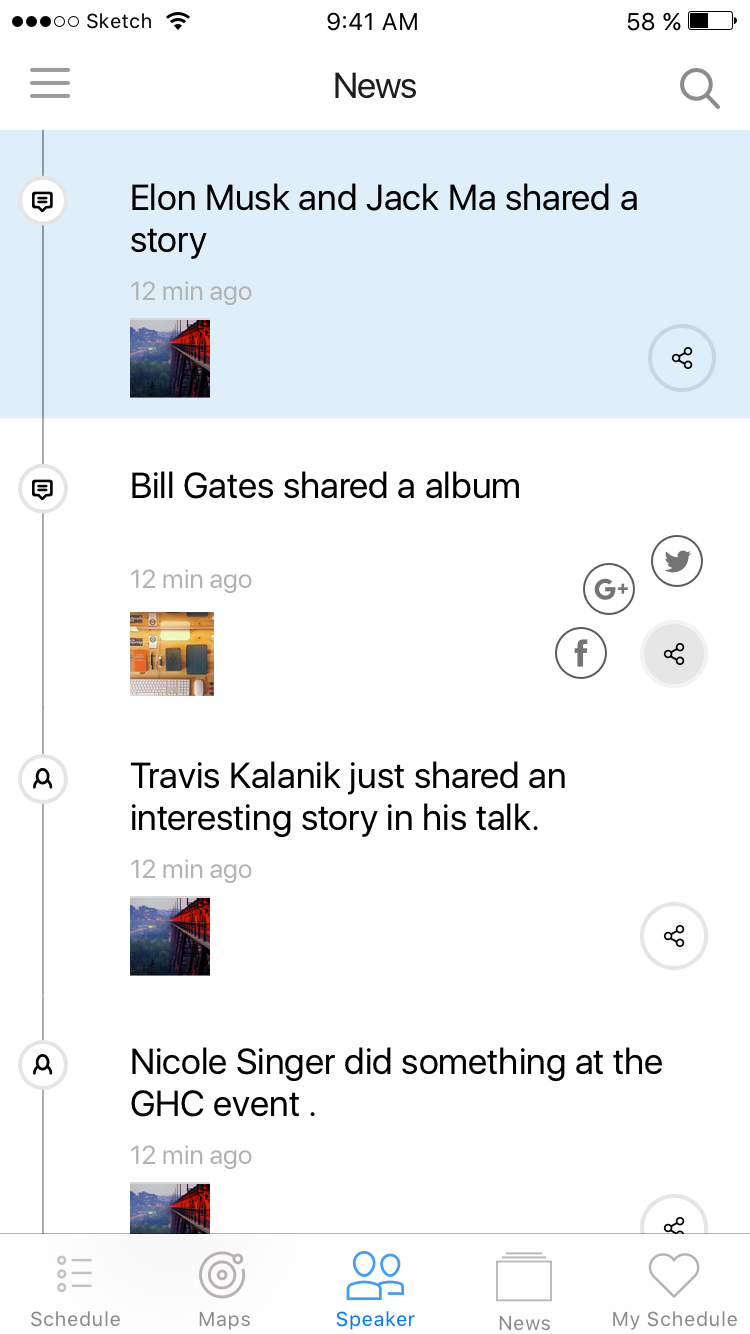 Sketch 9:41 AM 58 %
News
Elon Musk and Jack Ma shared a
story
12 min ago
Bill Gates shared a album
12 min ago
G+
f
Travis Kalanik just shared an
interesting story in his talk.
12 min ago
Nicole Singer did something at the
GHC event .
12 min ago
Schedule Maps Speaker News My Schedule